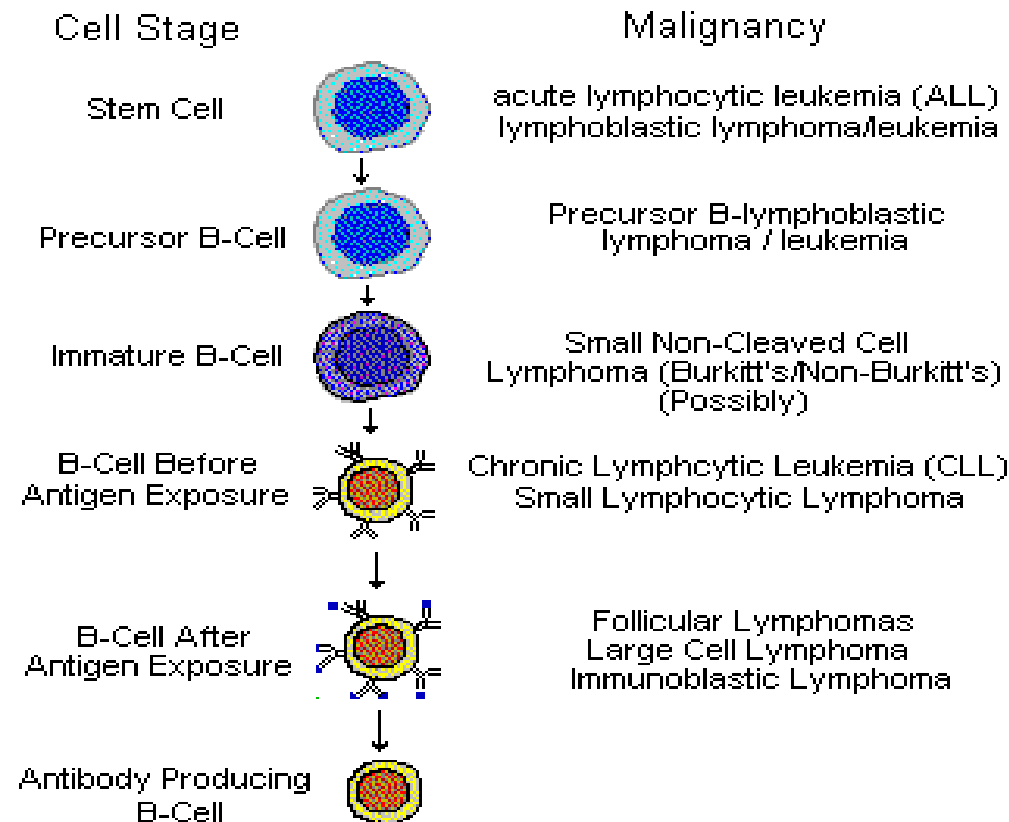 Cell Stage
Malignancy
Stem Cell
acute lymphocytic leukemia (ALL)
lymphoblastic lymphoma/leukemia
Precursor B-Cell
Precursor B-lymphoblastic
lymphoma / leukemia
Immature B-Cell
Small Non-Cleaved Cell
Lymphoma (Burkitt's/Non-Burkitt's)
(Possibly)
B-Cell Before
Antigen Exposure
Chronic Lymphcytic Leukemia (CLL)
Small Lymphocytic Lymphoma
B-Cell After
Antigen Exposure
Follicular Lymphomas
Large Cell Lymphoma
Immunoblastic Lymphoma
Antibody Producing
B-Cell